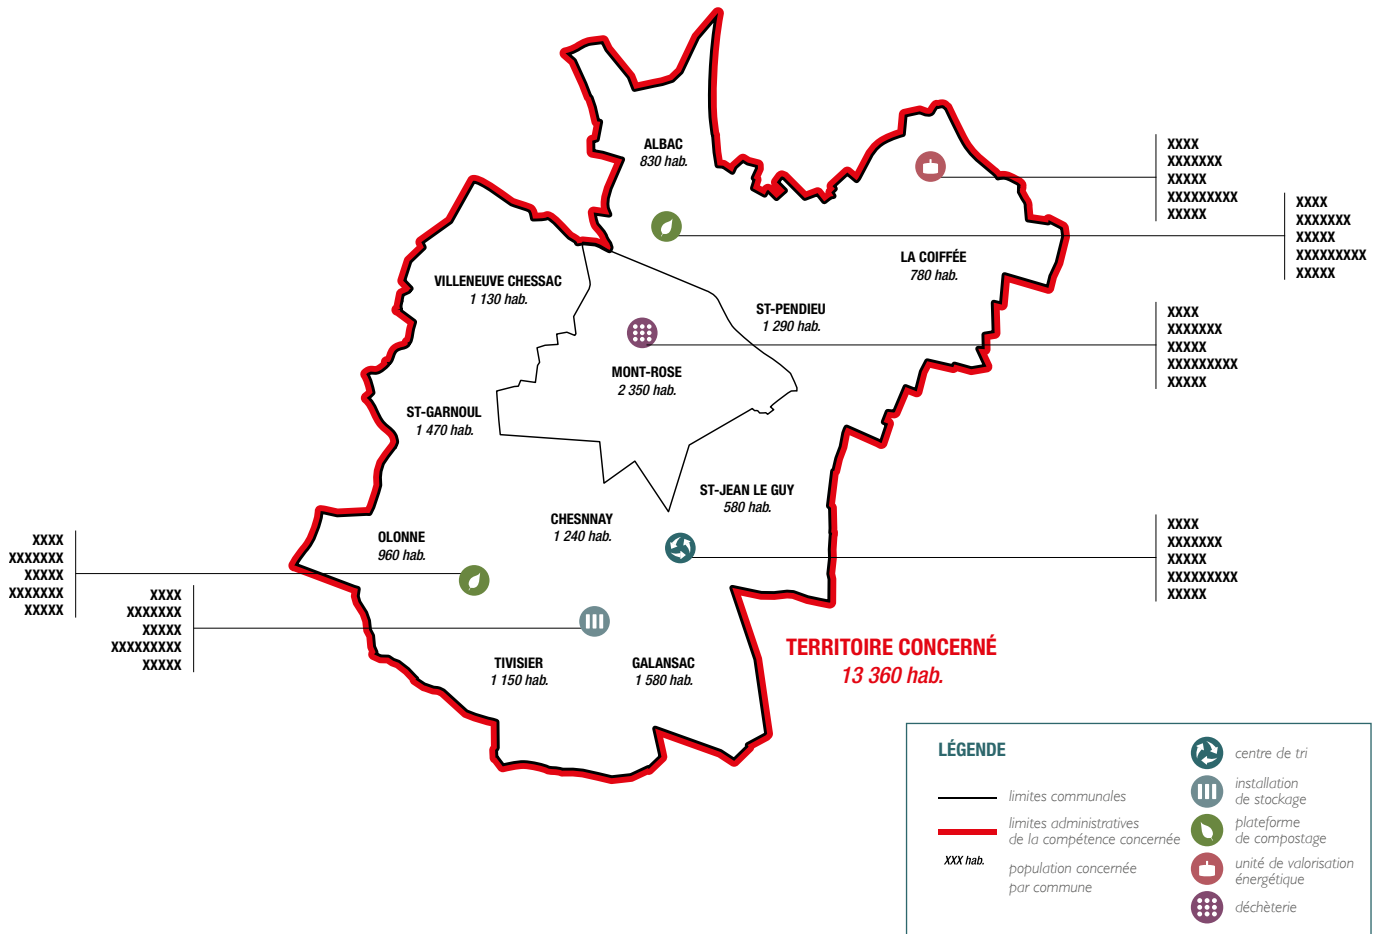 ALBAC
830 hab.
XXXX
XXXXXXX
XXXXX
XXXXXXXXX
XXXXX
XXXX
XXXXXXX
XXXXX
XXXXXXXXX
XXXXX
LA COIFFÉE
780 hab.
VILLENEUVE CHESSAC
1 130 hab.
ST-PENDIEU
1 290 hab.
XXXX
XXXXXXX
XXXXX
XXXXXXXXX
XXXXX
MONT-ROSE
2 350 hab.
ST-GARNOUL
1 470 hab.
ST-JEAN LE GUY
580 hab.
CHESNNAY
1 240 hab.
OLONNE
960 hab.
XXXX
XXXXXXX
XXXXX
XXXXXXXXX
XXXXX
XXXX
XXXXXXX
XXXXX
XXXXXXX
XXXXX
XXXX
XXXXXXX
XXXXX
XXXXXXXXX
XXXXX
TIVISIER
1 150 hab.
GALANSAC
1 580 hab.
TERRITOIRE CONCERNÉ
13 360 hab.
LÉGENDE
limites communales
limites administratives
de la compétence concernée
XXX hab.
population concernée
par commune
centre de tri
installation
de stockage
plateforme
de compostage
unité de valorisation
énergétique
déchèterie